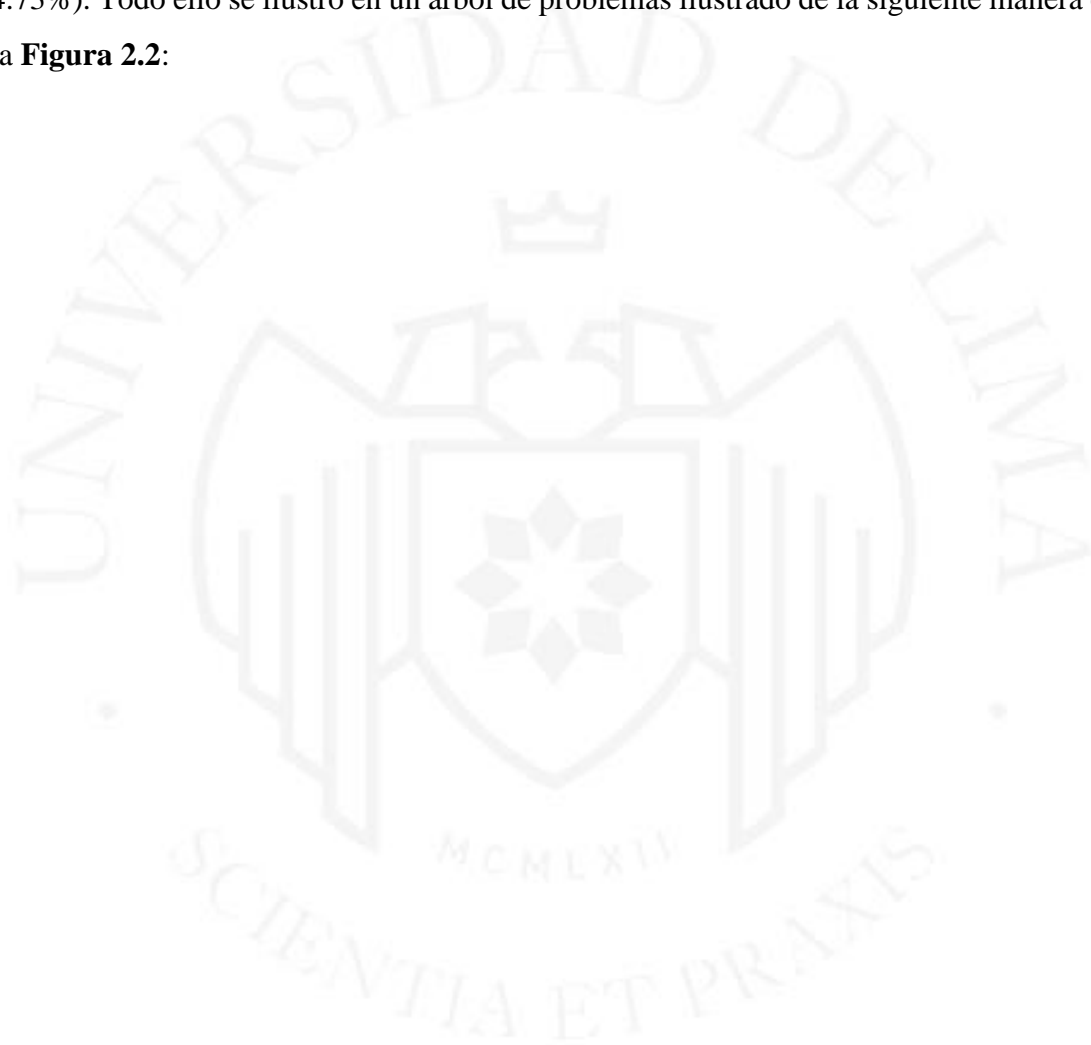 4.75%). Todo ello se ilustró en un árbol de problemas ilustrado de la siguiente manera
a Figura 2.2:
UNIVERSIDAD DE LIMA
MCMLXII
SCIENTIA ET PRAXIS